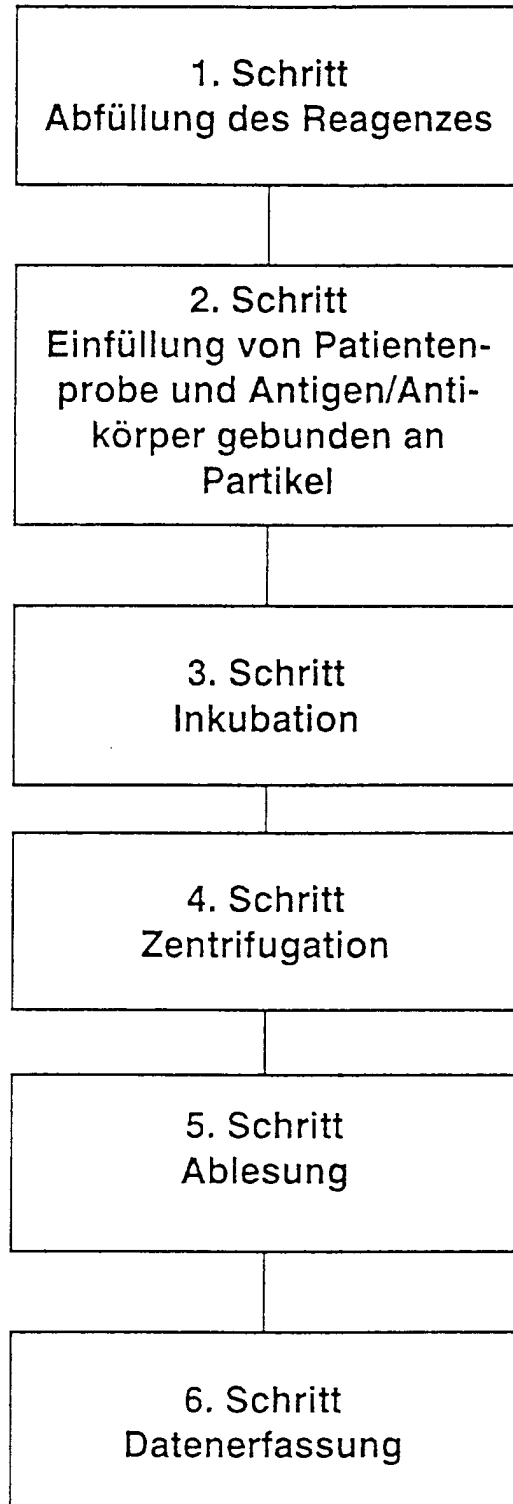 1. Schritt
Abfüllung des Reagenzes
2. Schritt
Einfüllung von Patienten-
probe und Antigen/Anti-
körper gebunden an
Partikel
3. Schritt
Inkubation
4. Schritt
Zentrifugation
5. Schritt
Ablesung
6. Schritt
Datenerfassung